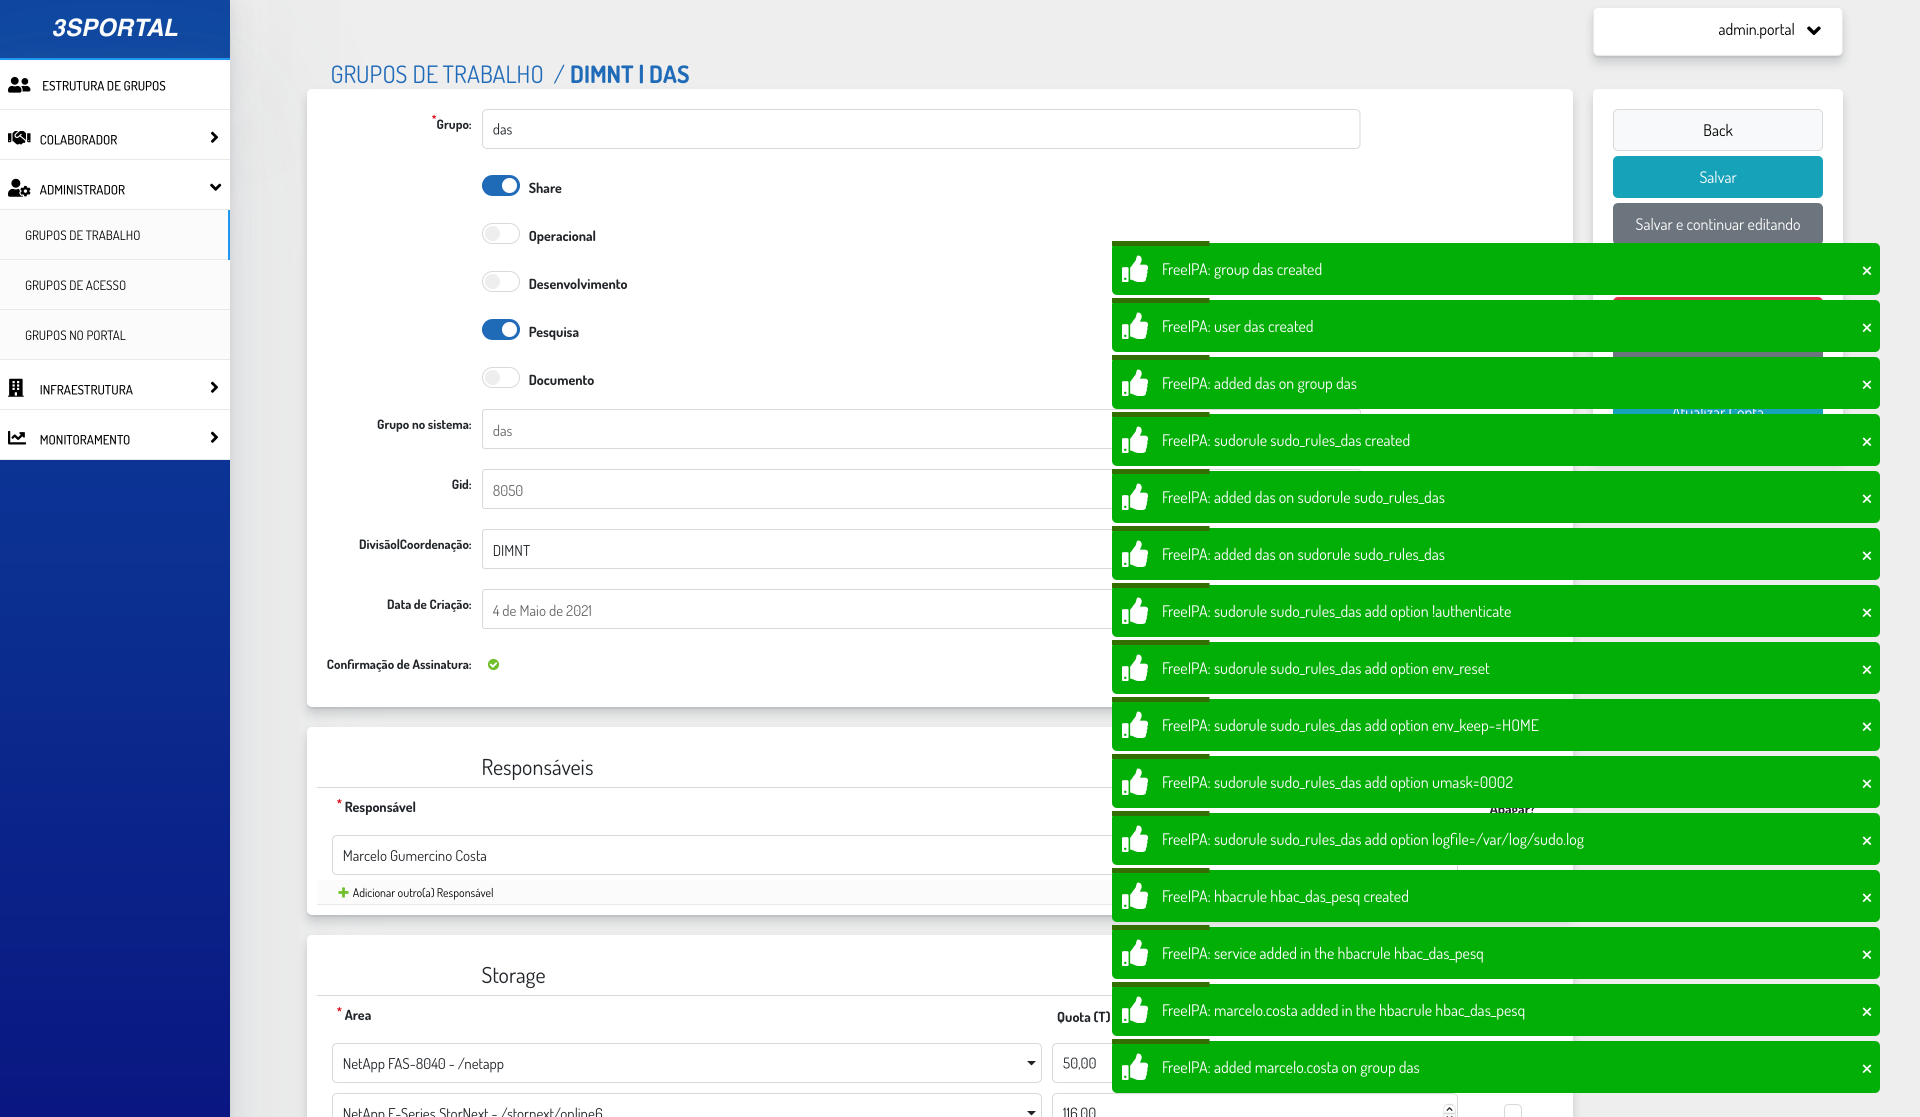 3SPORTAL
admin.portal
ESTRUTURA DE GRUPOS
COLABORADOR
ADMINISTRADOR
GRUPOS DE TRABALHO
GRUPOS DE ACESSO
GRUPOS NO PORTAL
INFRAESTRUTURA
MONITORAMENTO
GRUPOS DE TRABALHO / DIMNT | DAS
*Grupo: das
Share
Operacional
Desenvolvimento
Pesquisa
Documento
Grupo no sistema: das
Gid: 8050
Divisão|Coordenação: DIMNT
Data de Criação: 4 de Maio de 2021
Confirmação de Assinatura:
Responsáveis
* Responsável
Apagar?
Marcelo Gumercino Costa
Adicionar outro(a) Responsável
Storage
* Area
Quota (T)
NetApp FAS-8040 - /netapp
50,00
NetApp E-Series StorNext - /stornext/online6
116,00
Back
Salvar
Salvar e continuar editando
Atualizar Conta
FreeIPA: group das created ×
FreeIPA: user das created ×
FreeIPA: added das on group das ×
FreeIPA: sudorule sudo_rules_das created ×
FreeIPA: added das on sudorule sudo_rules_das ×
FreeIPA: added das on sudorule sudo_rules_das ×
FreeIPA: sudorule sudo_rules_das add option !authenticate ×
FreeIPA: sudorule sudo_rules_das add option env_reset ×
FreeIPA: sudorule sudo_rules_das add option env_keep-=HOME ×
FreeIPA: sudorule sudo_rules_das add option umask=0002 ×
FreeIPA: sudorule sudo_rules_das add option logfile=/var/log/sudo.log ×
FreeIPA: hbacrule hbac_das_pesq created ×
FreeIPA: service added in the hbacrule hbac_das_pesq ×
FreeIPA: marcelo.costa added in the hbacrule hbac_das_pesq ×
FreeIPA: added marcelo.costa on group das ×